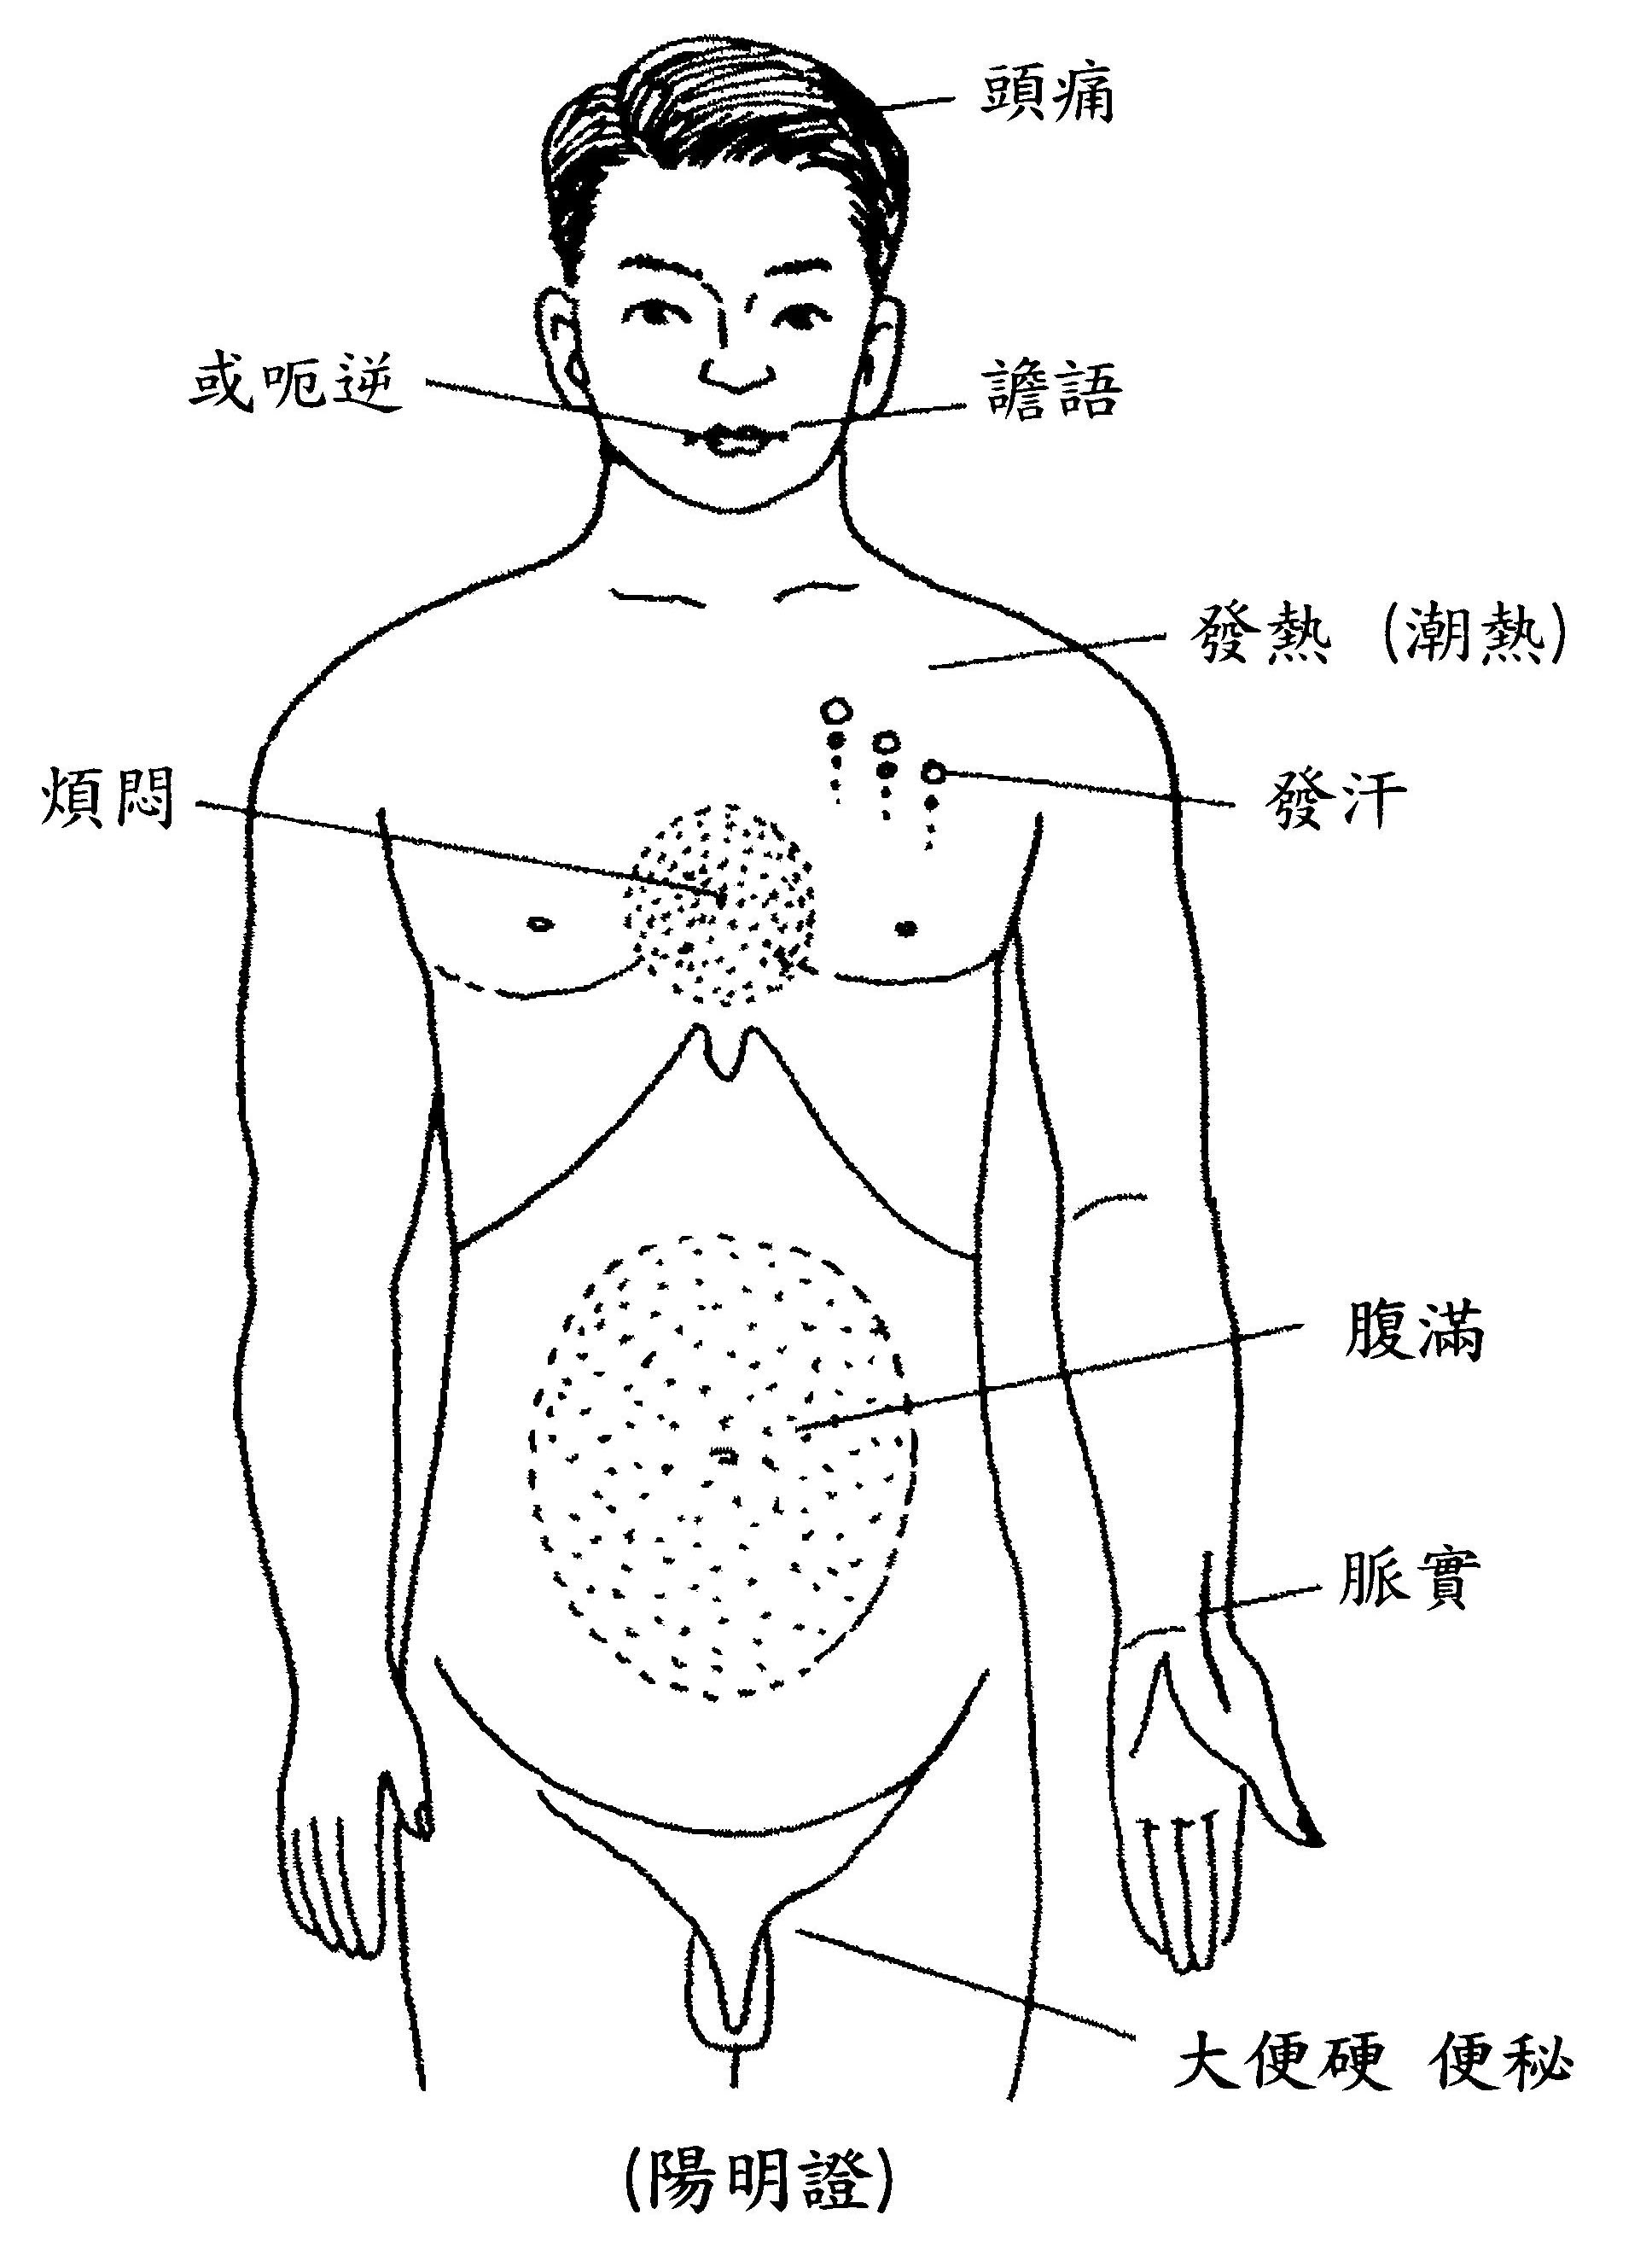 頭痛
或呃逆
譫語
發熱 (潮熱)
煩悶
發汗
腹滿
脈實
大便硬 便秘
(陽明證)